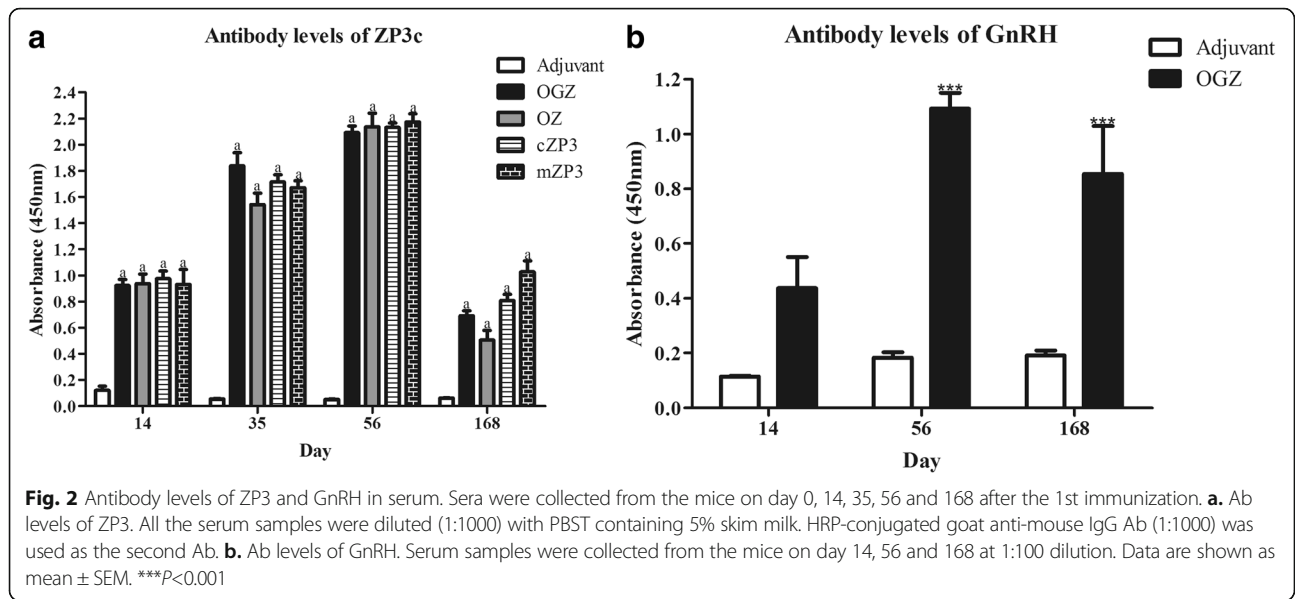 a
Antibody levels of ZP3c
Adjuvant
OGZ
OZ
cZP3
mZP3
Absorbance (450nm)
2.4
2.2
2.0
1.8
1.6
1.4
1.2
1.0
0.8
0.6
0.4
0.2
0.0
a a a a
a a a a
a a a a
a a a a
14 35 56 168
Day
b
Antibody levels of GnRH
Adjuvant
OGZ
Absorbance (450nm)
1.2
1.0
0.8
0.6
0.4
0.2
0.0
***
***
14 56 168
Day
Fig. 2 Antibody levels of ZP3 and GnRH in serum. Sera were collected from the mice on day 0, 14, 35, 56 and 168 after the 1st immunization. a. Ab
levels of ZP3. All the serum samples were diluted (1:1000) with PBST containing 5% skim milk. HRP-conjugated goat anti-mouse IgG Ab (1:1000) was
used as the second Ab. b. Ab levels of GnRH. Serum samples were collected from the mice on day 14, 56 and 168 at 1:100 dilution. Data are shown as
mean ± SEM. ***P<0.001